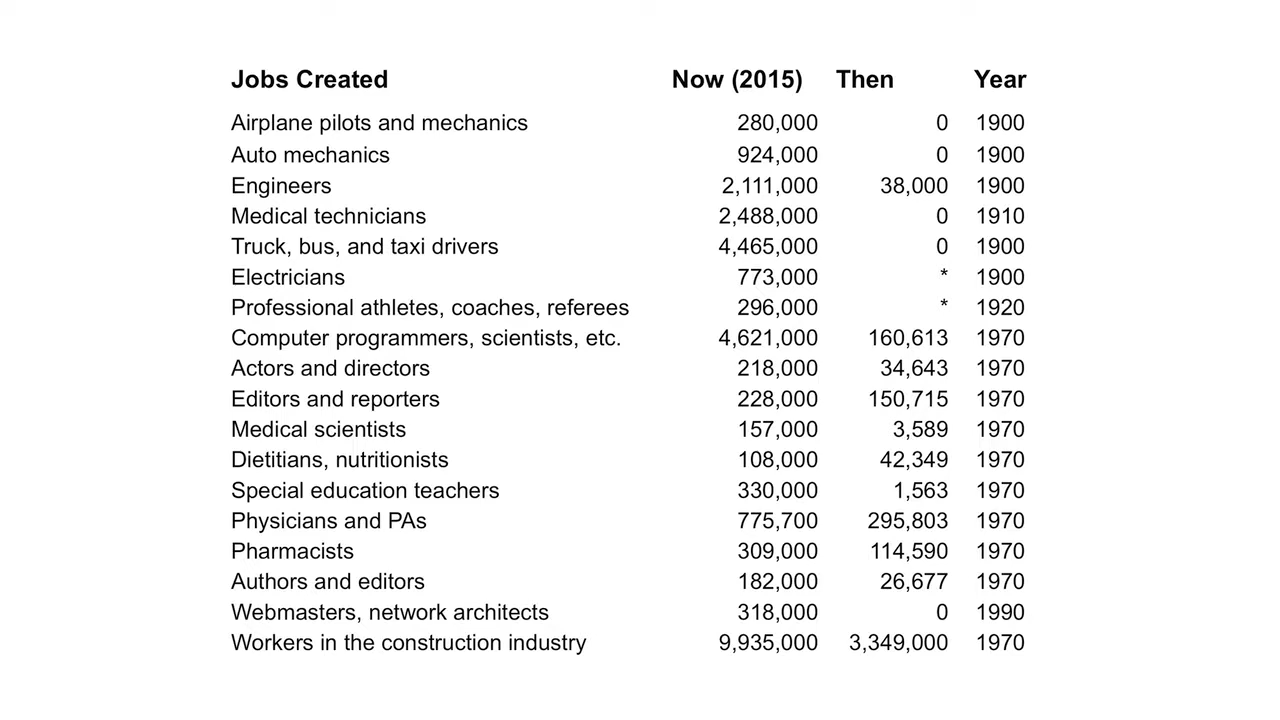 Jobs Created Now (2015) Then Year
Airplane pilots and mechanics 280,000 0 1900
Auto mechanics 924,000 0 1900
Engineers 2,111,000 38,000 1900
Medical technicians 2,488,000 0 1910
Truck, bus, and taxi drivers 4,465,000 0 1900
Electricians 773,000 * 1900
Professional athletes, coaches, referees 296,000 * 1920
Computer programmers, scientists, etc. 4,621,000 160,613 1970
Actors and directors 218,000 34,643 1970
Editors and reporters 228,000 150,715 1970
Medical scientists 157,000 3,589 1970
Dietitians, nutritionists 108,000 42,349 1970
Special education teachers 330,000 1,563 1970
Physicians and PAs 775,700 295,803 1970
Pharmacists 309,000 114,590 1970
Authors and editors 182,000 26,677 1970
Webmasters, network architects 318,000 0 1990
Workers in the construction industry 9,935,000 3,349,000 1970